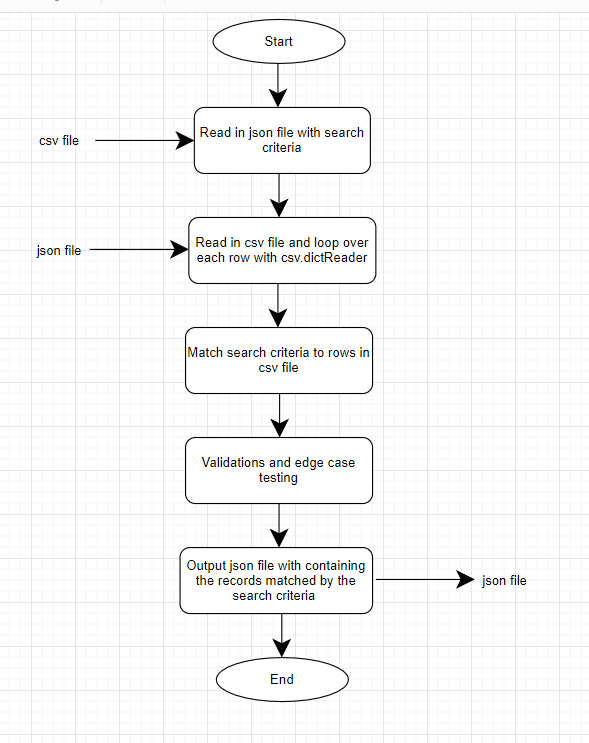 Start
csv file
Read in json file with search
criteria
json file
Read in csv file and loop over
each row with csv.dictReader
Match search criteria to rows in
csv file
Validations and edge case
testing
Output json file with containing
the records matched by the
search criteria
json file
End